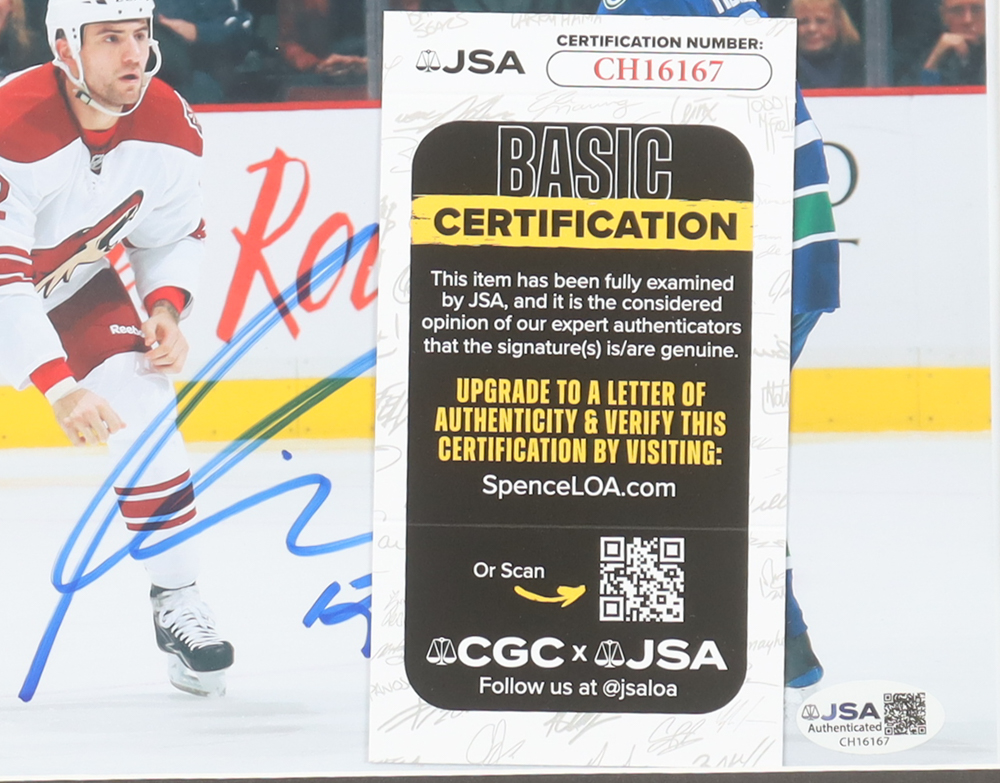 JSA
CERTIFICATION NUMBER:
CH16167
BASIC
CERTIFICATION
This item has been fully examined
by JSA, and it is the considered
opinion of our expert authenticators
that the signature(s) is/are genuine.
UPGRADE TO A LETTER OF
AUTHENTICITY & VERIFY THIS
CERTIFICATION BY VISITING:
SpenceLOA.com
Or Scan
CGC x JSA
Follow us at @jsaloa
Reebok
JSA
Authenticated
CH16167